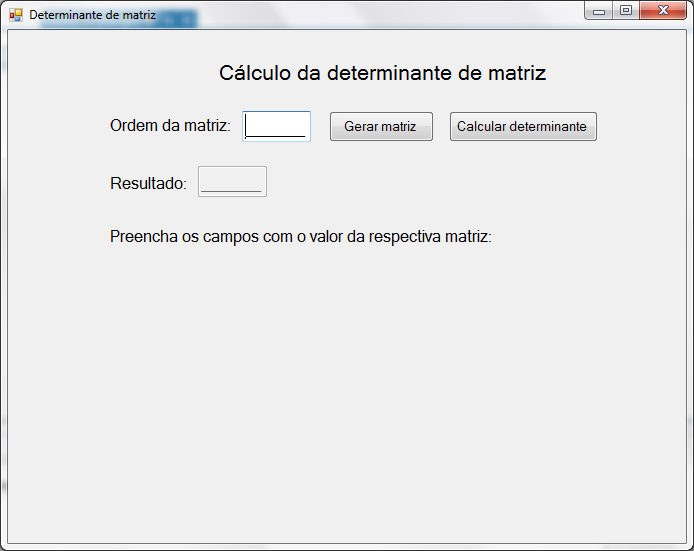 Determinante de matriz
Cálculo da determinante de matriz
Ordem da matriz: Gerar matriz Calcular determinante
Resultado:
Preencha os campos com o valor da respectiva matriz: